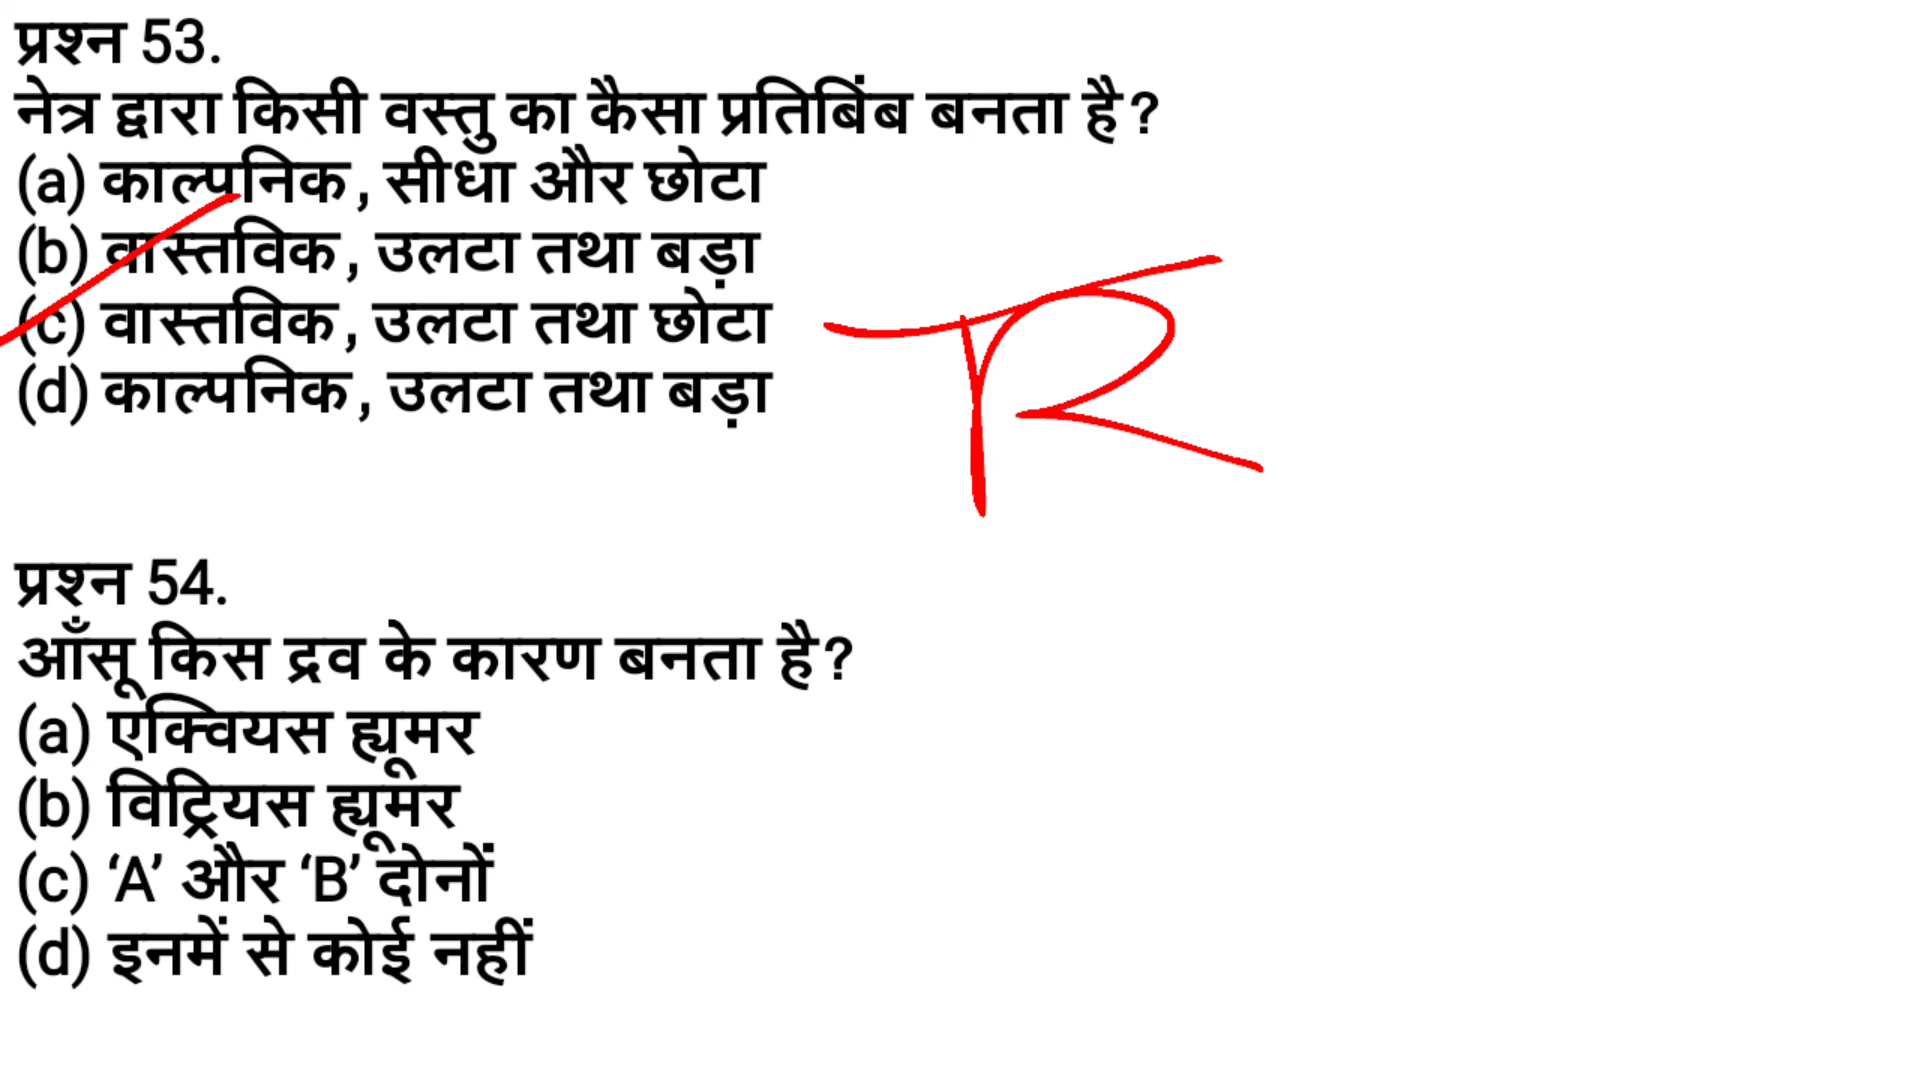 प्रश्न 53.
नेत्र द्वारा किसी वस्तु का कैसा प्रतिबिंब बनता है?
(a) काल्पनिक, सीधा और छोटा
(b) वास्तविक, उलटा तथा बड़ा
(c) वास्तविक, उलटा तथा छोटा
(d) काल्पनिक, उलटा तथा बड़ा
R
प्रश्न 54.
आँसू किस द्रव के कारण बनता है?
(a) एक्वियस ह्यूमर
(b) विट्रियस ह्यूमर
(c) ‘A’ और ‘B’ दोनों
(d) इनमें से कोई नहीं